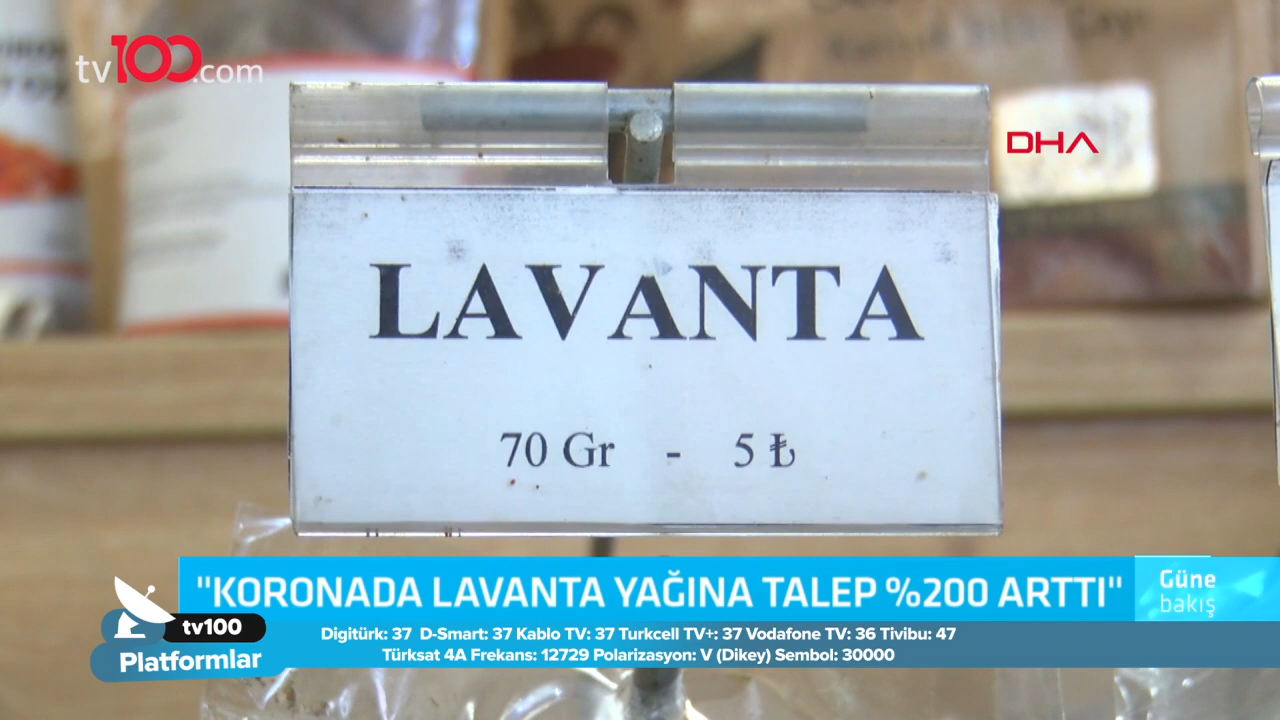 tv100.com
DHA
LAVANTA
70 Gr - 5 ₺
"KORONADA LAVANTA YAĞINA TALEP %200 ARTTI"
Güne
bakış
tv100
Platformlar
Digitürk: 37 D-Smart: 37 Kablo TV: 37 Turkcell TV+: 37 Vodafone TV: 36 Tivibu: 47
Türksat 4A Frekans: 12729 Polarizasyon: V (Dikey) Sembol: 30000